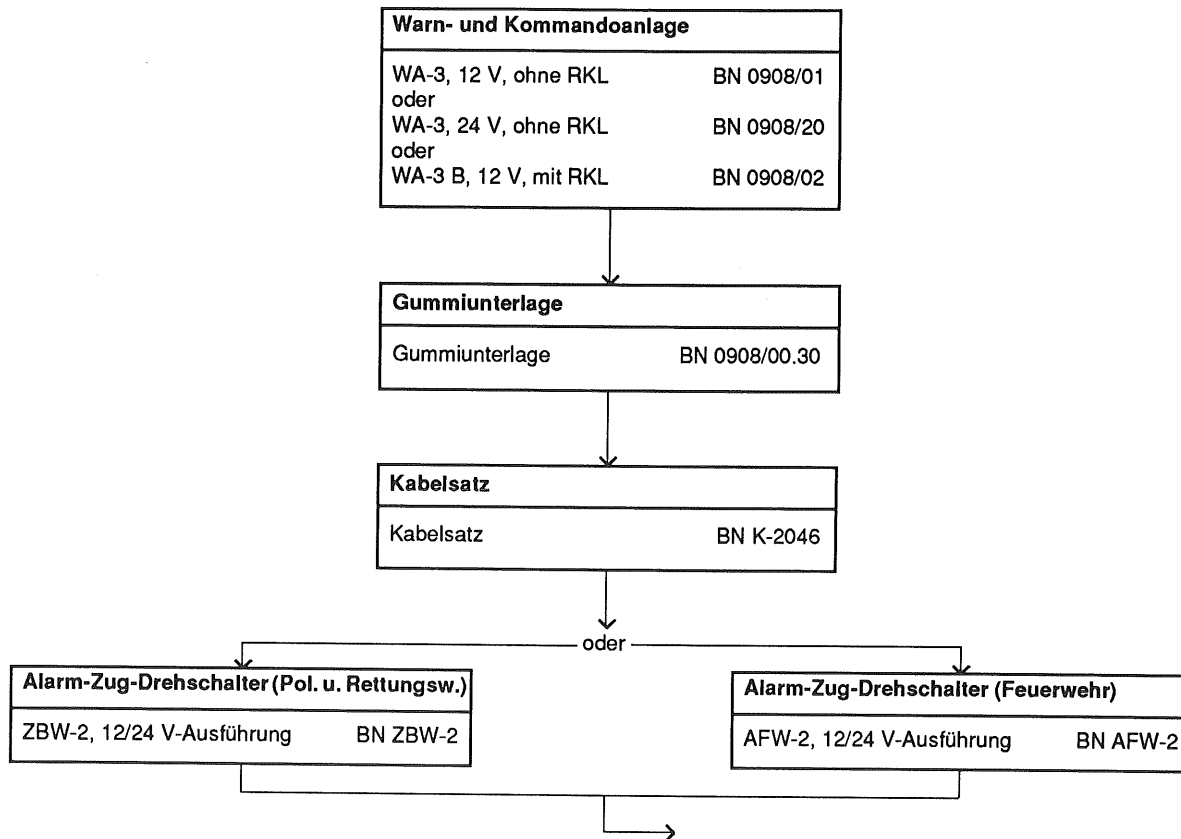 Warn- und Kommandoanlage
WA-3, 12 V, ohne RKL BN 0908/01
oder
WA-3, 24 V, ohne RKL BN 0908/20
oder
WA-3 B, 12 V, mit RKL BN 0908/02
Gummiunterlage
Gummiunterlage BN 0908/00.30
Kabelsatz
Kabelsatz BN K-2046
oder
Alarm-Zug-Drehschalter (Pol. u. Rettungsw.)
ZBW-2, 12/24 V-Ausführung BN ZBW-2
Alarm-Zug-Drehschalter (Feuerwehr)
AFW-2, 12/24 V-Ausführung BN AFW-2